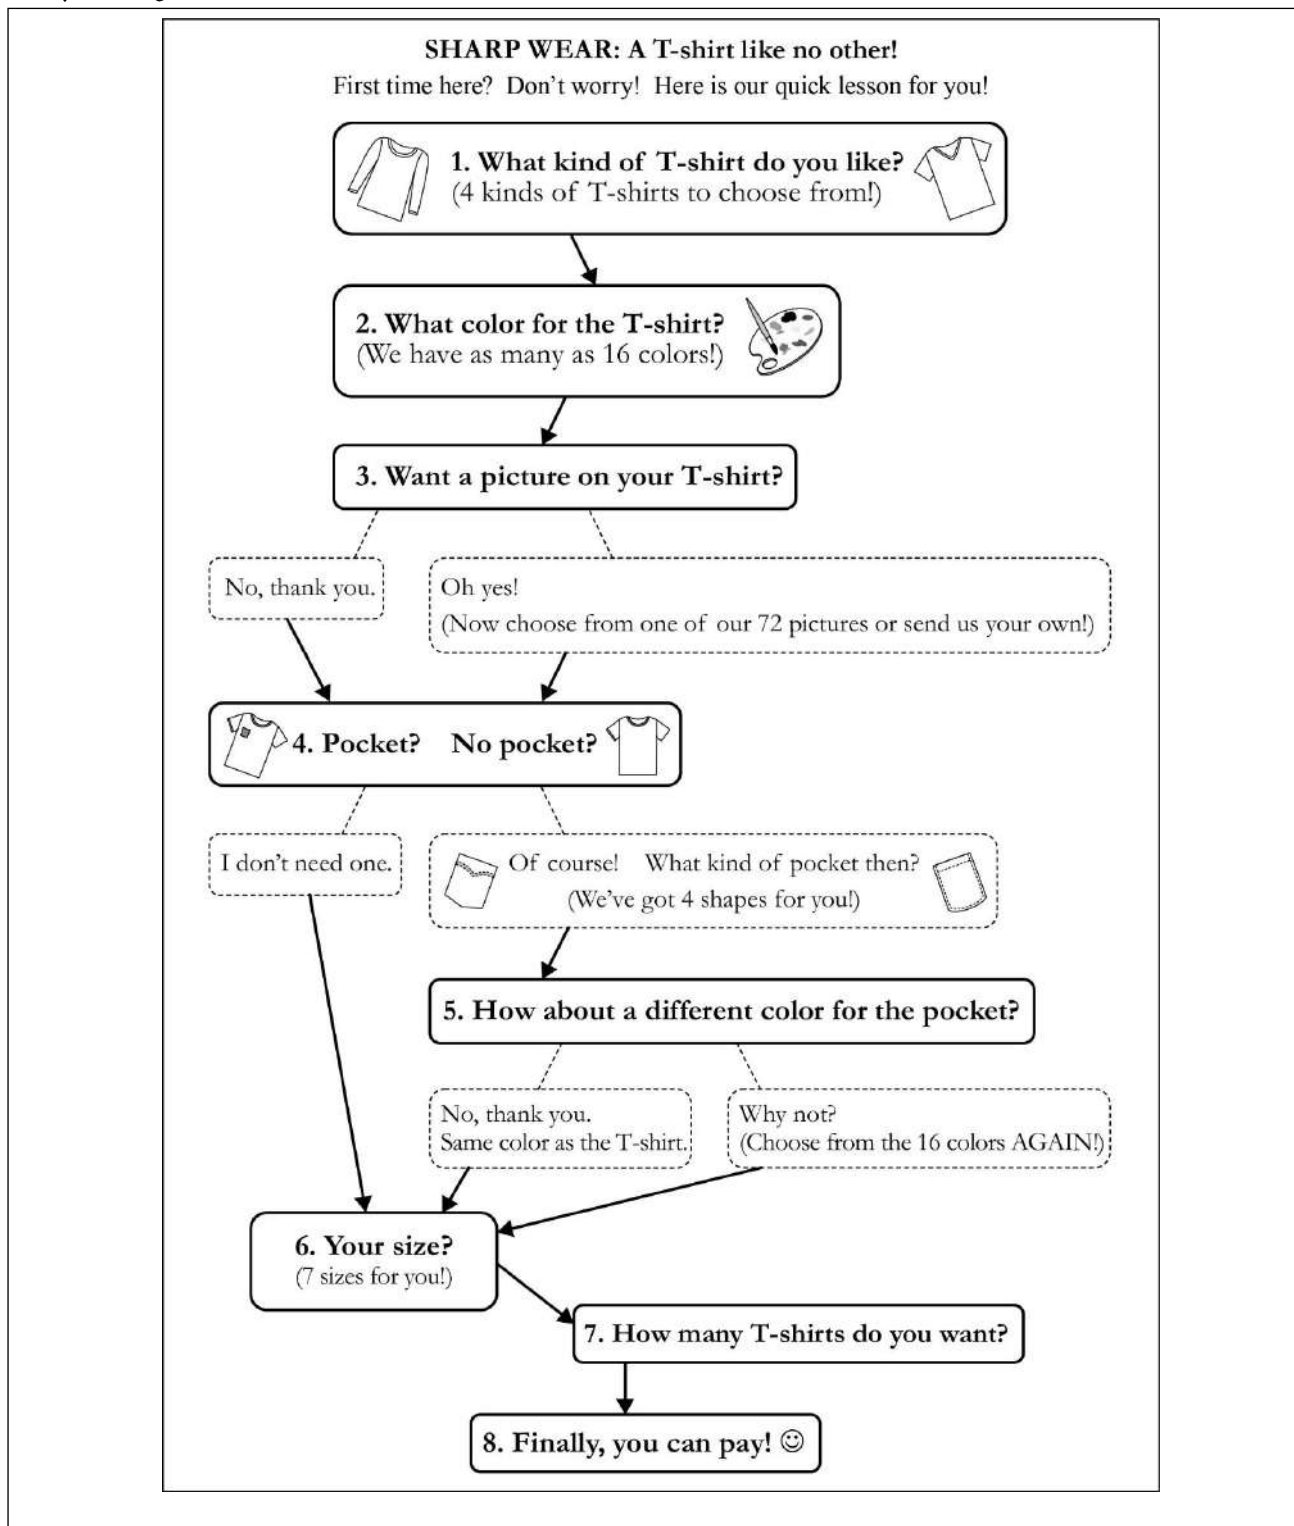 SHARP WEAR: A T-shirt like no other!
First time here? Don't worry! Here is our quick lesson for you!
1. What kind of T-shirt do you like?
(4 kinds of T-shirts to choose from!)
2. What color for the T-shirt?
(We have as many as 16 colors!)
3. Want a picture on your T-shirt?
No, thank you.
Oh yes!
(Now choose from one of our 72 pictures or send us your own!)
4. Pocket? No pocket?
I don't need one.
Of course! What kind of pocket then?
(We've got 4 shapes for you!)
5. How about a different color for the pocket?
No, thank you.
Same color as the T-shirt.
Why not?
(Choose from the 16 colors AGAIN!)
6. Your size?
(7 sizes for you!)
7. How many T-shirts do you want?
8. Finally, you can pay! ☺